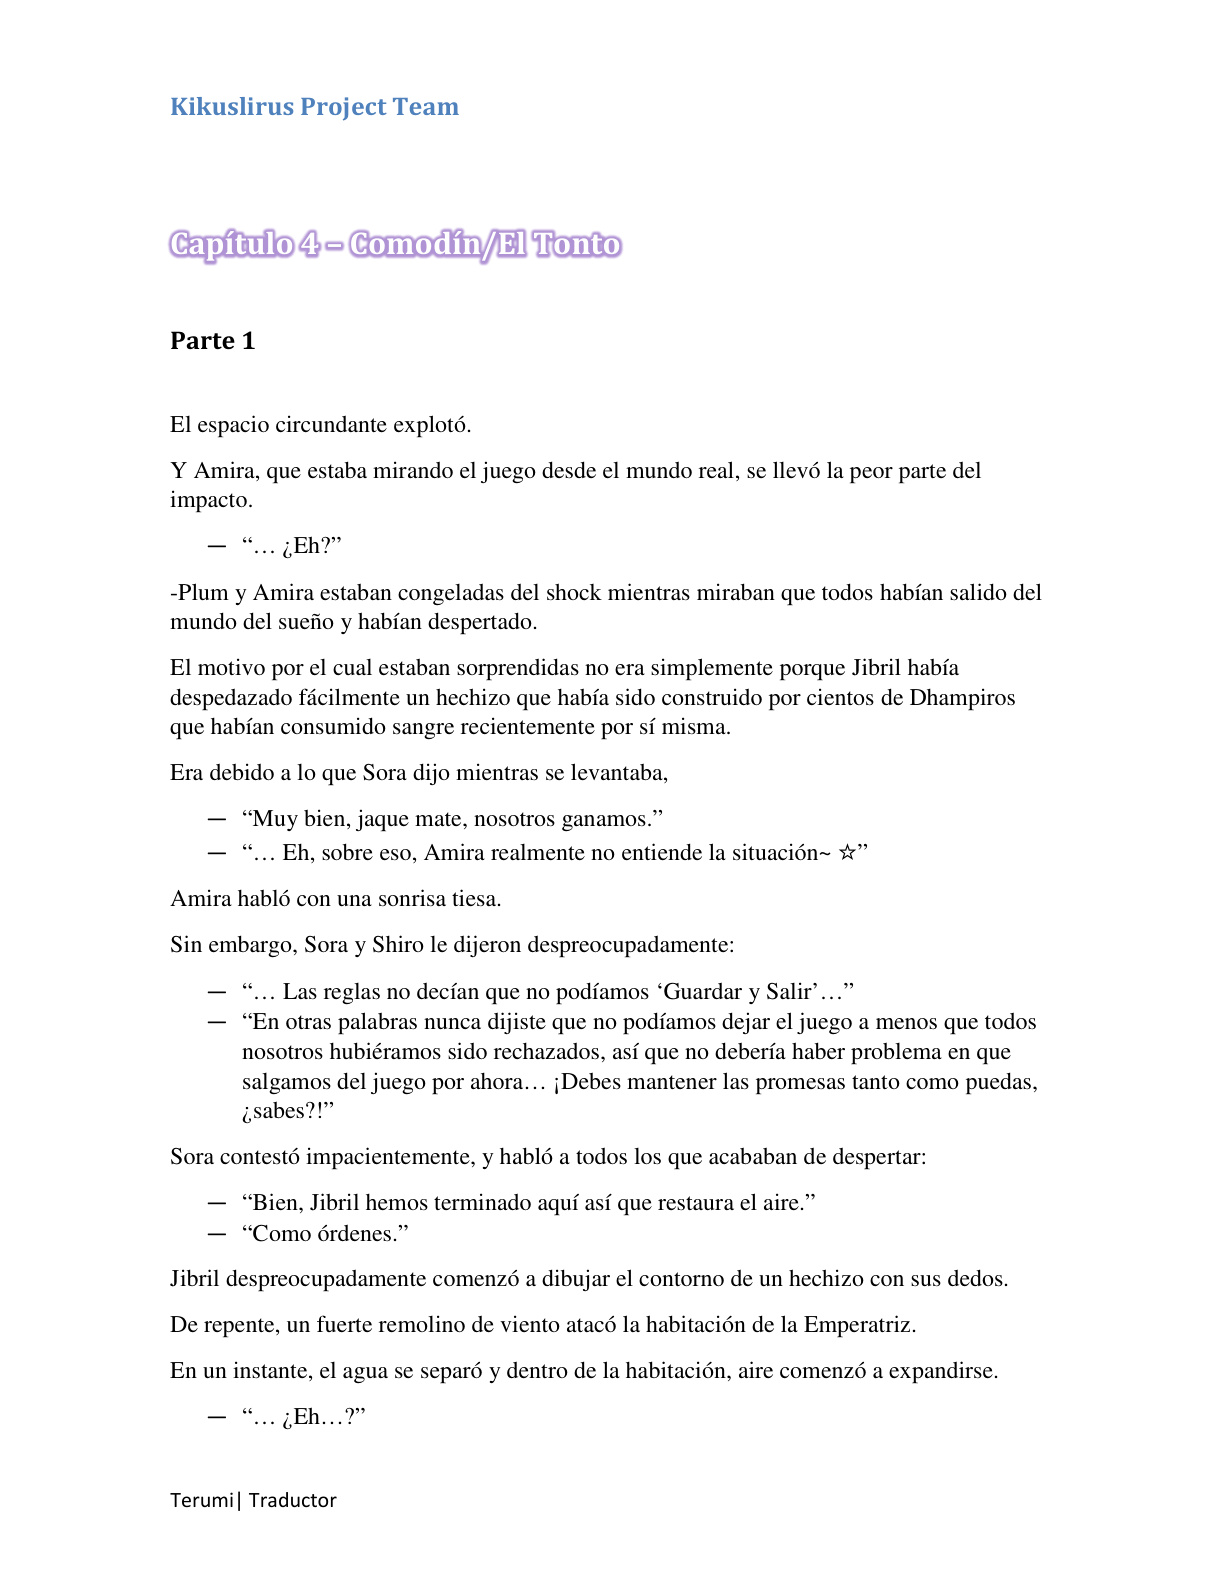 Kikuslirus Project Team
Capítulo 4 – Comodín/El Tonto
Parte 1
El espacio circundante explotó.
Y Amira, que estaba mirando el juego desde el mundo real, se llevó la peor parte del
impacto.
— “… ¿Eh?”
-Plum y Amira estaban congeladas del shock mientras miraban que todos habían salido del
mundo del sueño y habían despertado.
El motivo por el cual estaban sorprendidas no era simplemente porque Jibril había
despedazado fácilmente un hechizo que había sido construido por cientos de Dhampiros
que habían consumido sangre recientemente por sí misma.
Era debido a lo que Sora dijo mientras se levantaba,
— “Muy bien, jaque mate, nosotros ganamos.”
— “… Eh, sobre eso, Amira realmente no entiende la situación~ ☆”
Amira habló con una sonrisa tiesa.
Sin embargo, Sora y Shiro le dijeron despreocupadamente:
— “… Las reglas no decían que no podíamos ‘Guardar y Salir’…”
— “En otras palabras nunca dijiste que no podíamos dejar el juego a menos que todos
nosotros hubiéramos sido rechazados, así que no debería haber problema en que
salgamos del juego por ahora… ¡Debes mantener las promesas tanto como puedas,
¿sabes?!”
Sora contestó impacientemente, y habló a todos los que acababan de despertar:
— “Bien, Jibril hemos terminado aquí así que restaura el aire.”
— “Como órdenes.”
Jibril despreocupadamente comenzó a dibujar el contorno de un hechizo con sus dedos.
De repente, un fuerte remolino de viento atacó la habitación de la Emperatriz.
En un instante, el agua se separó y dentro de la habitación, aire comenzó a expandirse.
— “… ¿Eh…?”
Terumi| Traductor